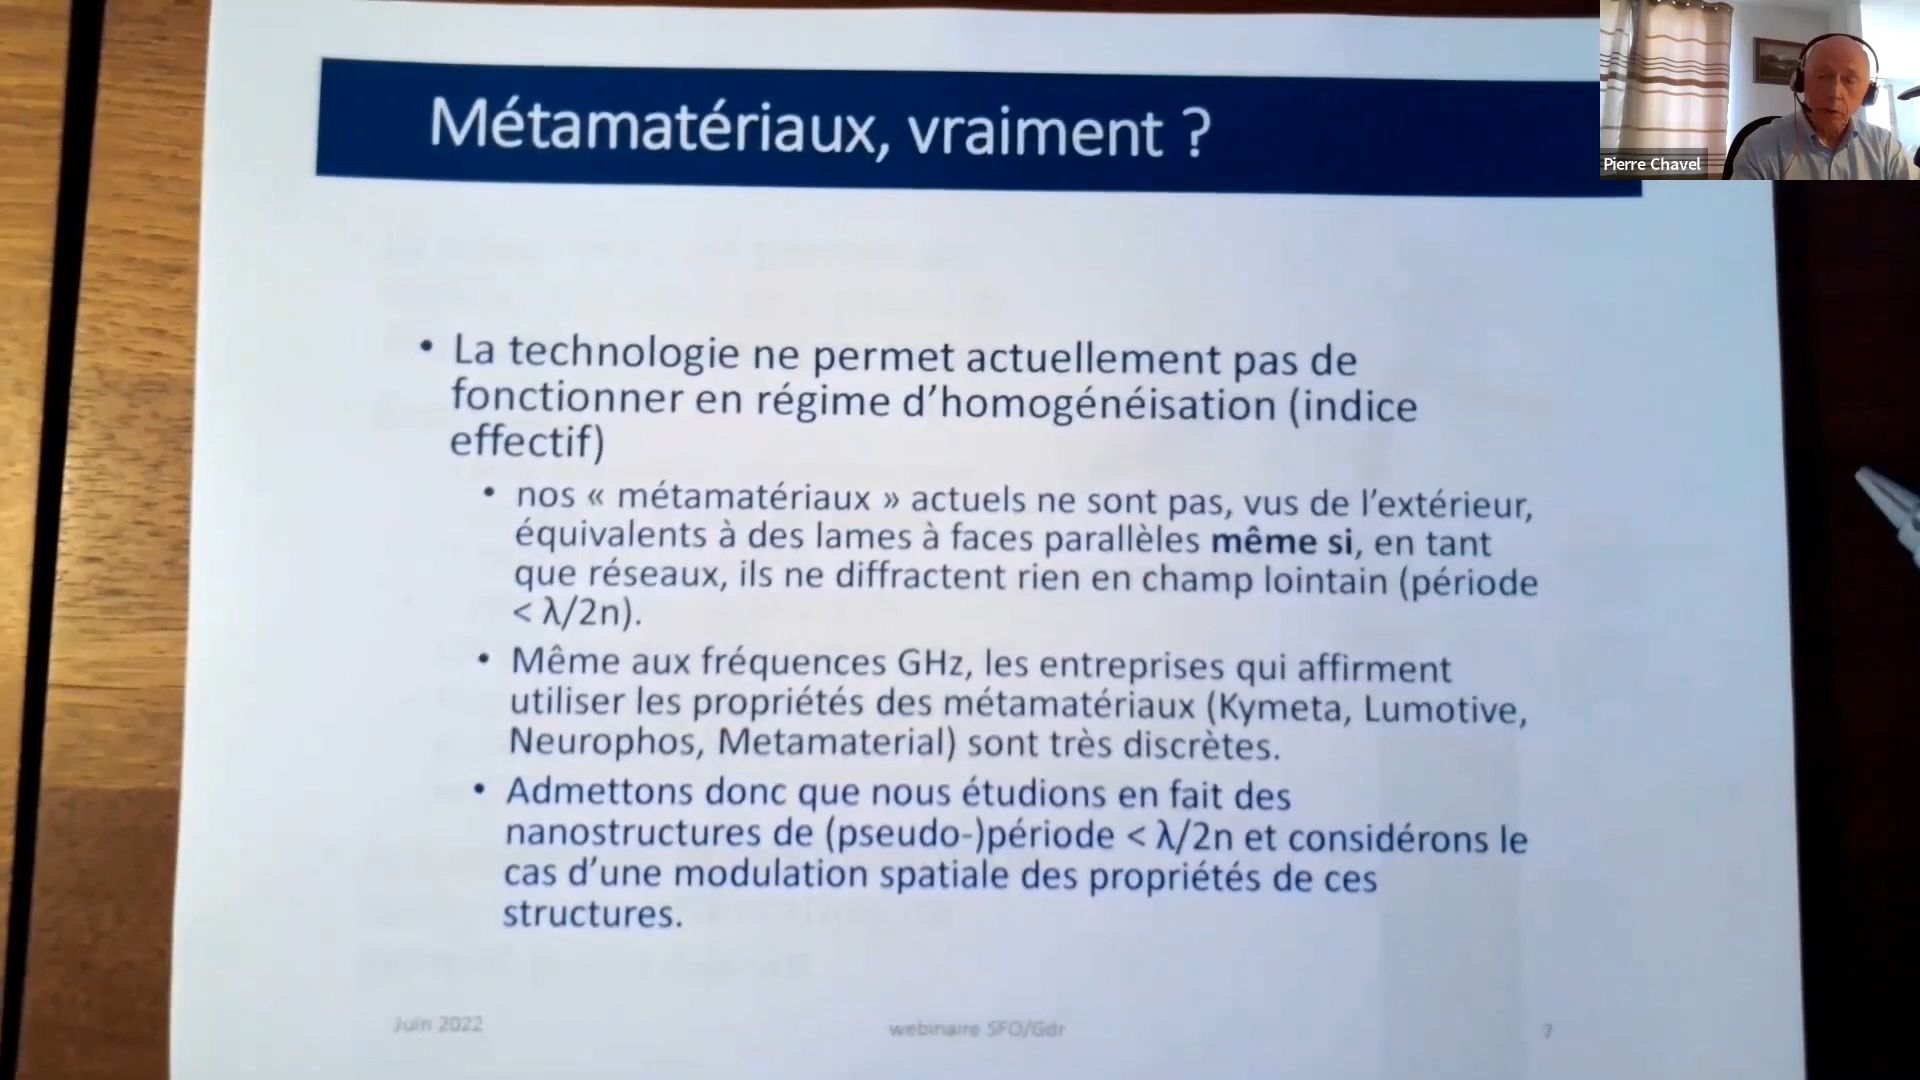 Métamatériaux, vraiment ?
Pierre Chavel
• La technologie ne permet actuellement pas de
fonctionner en régime d’homogénéisation (indice
effectif)
• nos « métamatériaux » actuels ne sont pas, vus de l’extérieur,
équivalents à des lames à faces parallèles même si, en tant
que réseaux, ils ne diffractent rien en champ lointain (période
< λ/2n).
• Même aux fréquences GHz, les entreprises qui affirment
utiliser les propriétés des métamatériaux (Kymeta, Lumotive,
Neurophos, Metamaterial) sont très discrètes.
• Admettons donc que nous étudions en fait des
nanostructures de (pseudo-)période < λ/2n et considérons le
cas d’une modulation spatiale des propriétés de ces
structures.
Juin 2022
webinaire SFO/Gdr
7